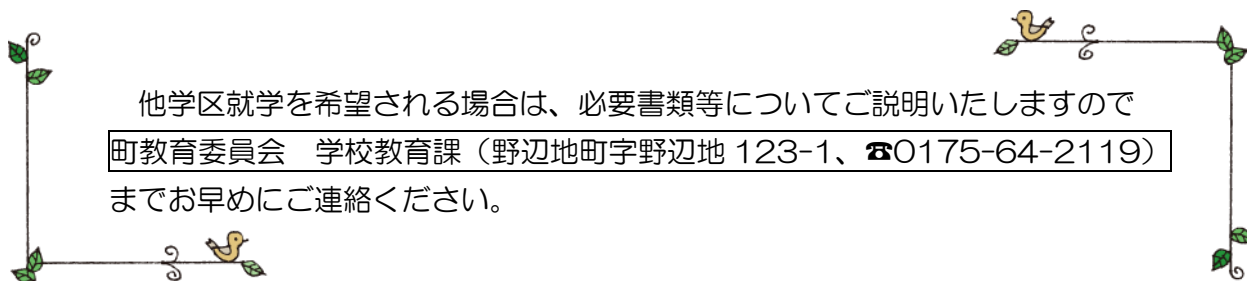 他学区就学を希望される場合は、必要書類等についてご説明いたしますので
町教育委員会　学校教育課（野辺地町字野辺地 123-1、☎0175-64-2119）
までお早めにご連絡ください。